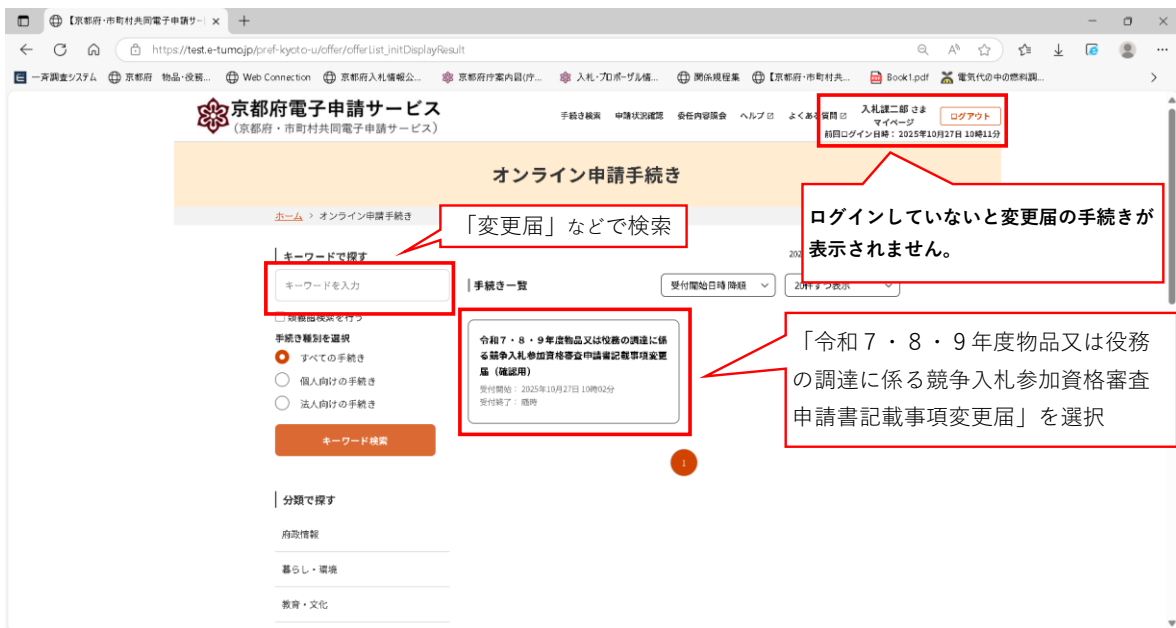 【京都府・市町村共同電子申請サー
https://test.e-tumo.jp/pref-kyoto-u/offer/offerList_initDisplayResult
一斉調査システム 京都府 物品・役務... Web Connection 京都府入札情報公... 京都府庁案内図(庁... 入札・プロポーザル情... 関係規程集 【京都府・市町村共... Book1.pdf 電気代の中の燃料調...
京都府電子申請サービス
(京都府・市町村共同電子申請サービス)
手続き検索 申請状況確認 委任内容照会 ヘルプ よくある質問
入札課二郎 さま
マイページ
ログアウト
前回ログイン日時:2025年10月27日 10時11分
オンライン申請手続き
ホーム > オンライン申請手続き
「変更届」などで検索
ログインしていないと変更届の手続きが
表示されません。
キーワードで探す
キーワードを入力
手続き一覧
受付開始日時 降順
20件ずつ表示
類義語検索を行う
手続き種別を選択
すべての手続き
個人向けの手続き
法人向けの手続き
キーワード検索
令和7・8・9年度物品又は役務の調達に係
る競争入札参加資格審査申請書記載事項変更
届(確認用)
受付開始:2025年10月27日 10時02分
受付終了:随時
「令和7・8・9年度物品又は役務
の調達に係る競争入札参加資格審査
申請書記載事項変更届」を選択
1
分類で探す
府政情報
暮らし・環境
教育・文化